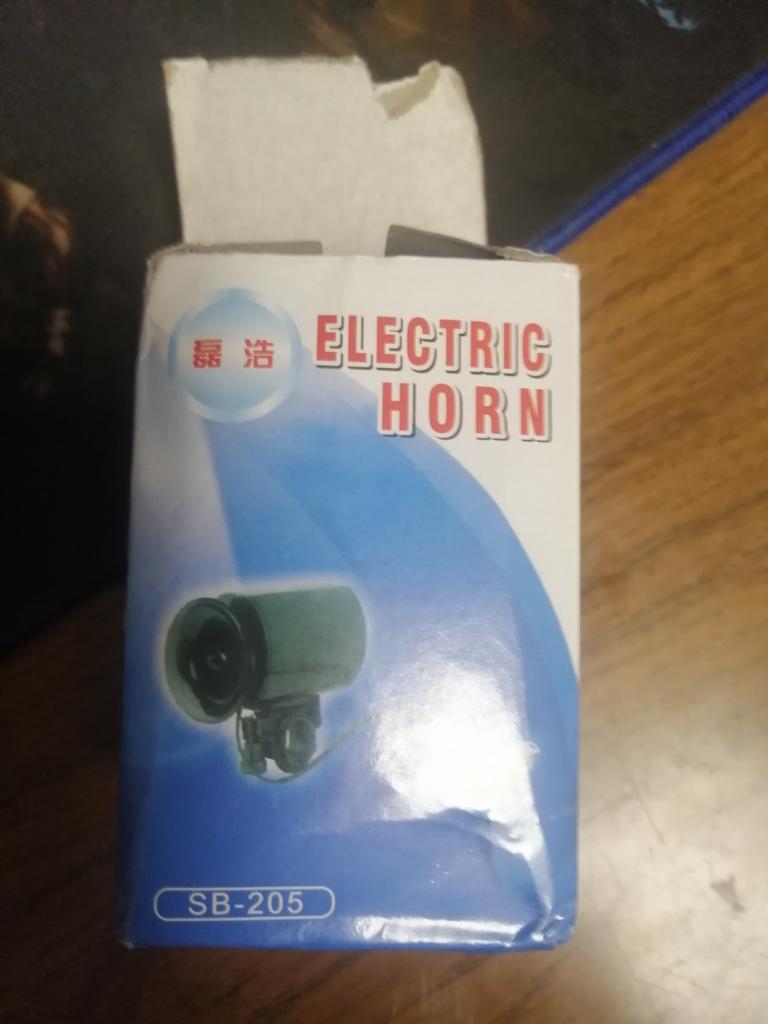 磊 浩
ELECTRIC
HORN
SB-205